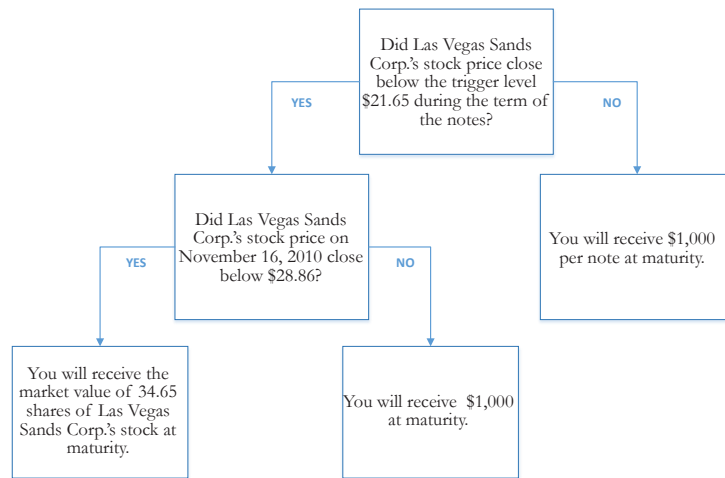 Did Las Vegas Sands
Corp.'s stock price close
below the trigger level
$21.65 during the term of
the notes?
YES
NO
Did Las Vegas Sands
Corp.'s stock price on
November 16, 2010 close
below $28.86?
You will receive $1,000
per note at maturity.
YES
NO
You will receive the
market value of 34.65
shares of Las Vegas
Sands Corp.'s stock at
maturity.
You will receive $1,000
at maturity.